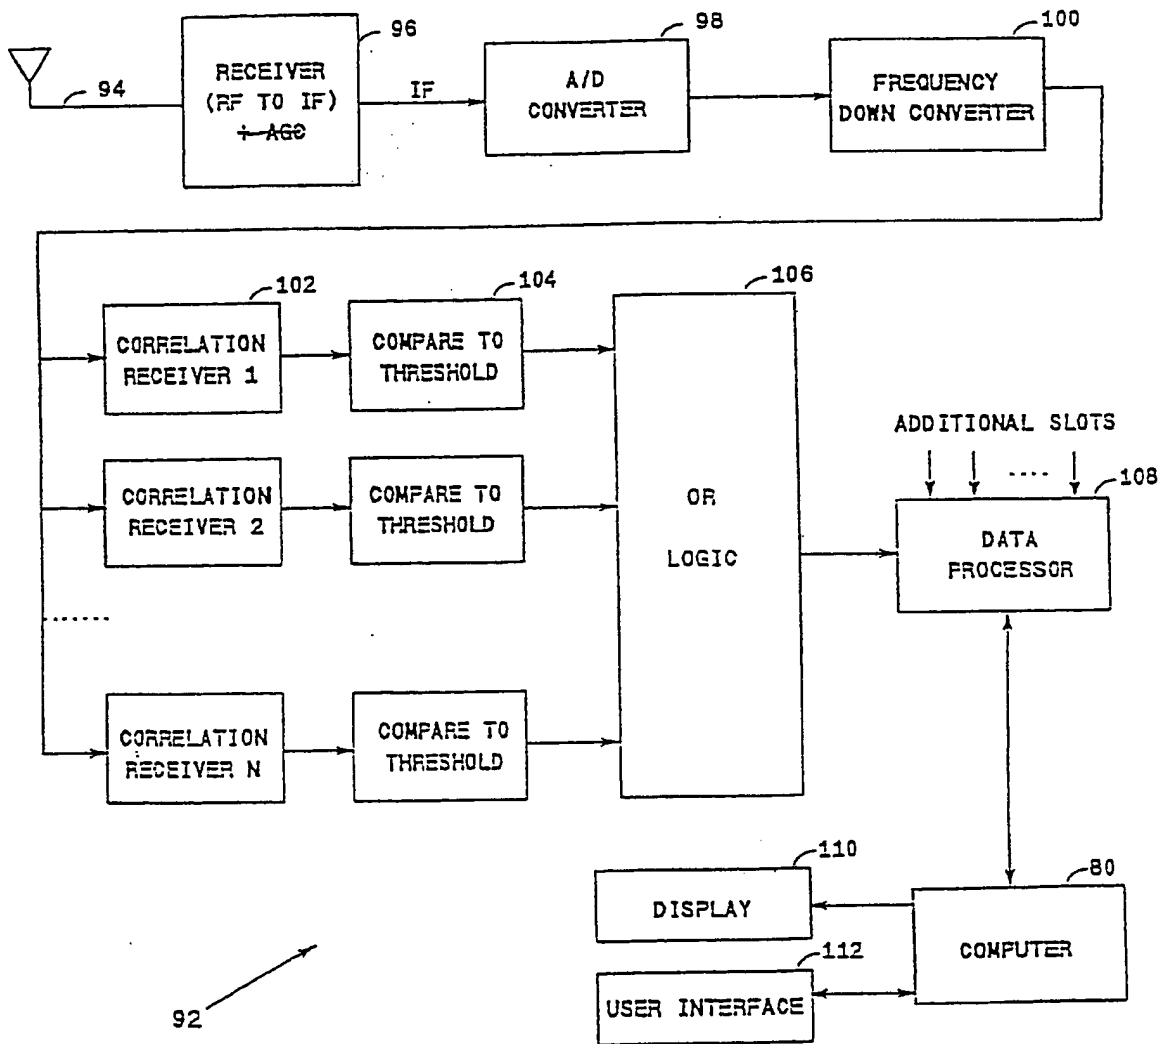 96
98
100
RECEIVER
(RF TO IF)
+ AGC
94
IF
A/D
CONVERTER
FREQUENCY
DOWN CONVERTER
102
104
106
CORRELATION
RECEIVER 1
COMPARE TO
THRESHOLD
CORRELATION
RECEIVER 2
COMPARE TO
THRESHOLD
OR
LOGIC
ADDITIONAL SLOTS
.....
108
DATA
PROCESSOR
.......
CORRELATION
RECEIVER N
COMPARE TO
THRESHOLD
110
DISPLAY
80
COMPUTER
112
USER INTERFACE
92